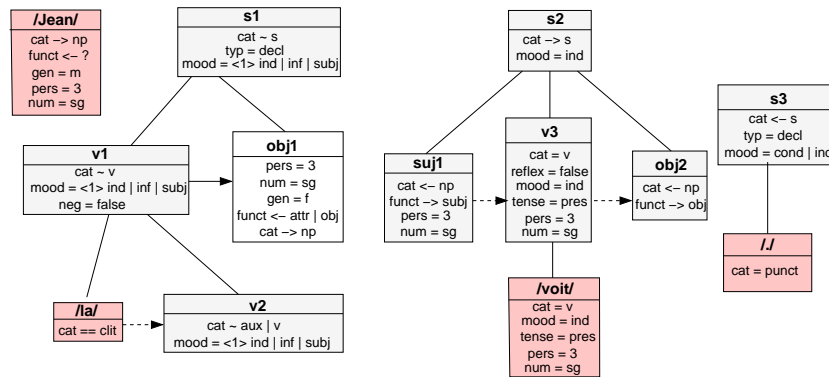 /Jean/
cat –> np
funct <– ?
gen = m
pers = 3
num = sg
s1
cat ~ s
typ = decl
mood = <1> ind | inf | subj
v1
cat ~ v
mood = <1> ind | inf | subj
neg = false
obj1
pers = 3
num = sg
gen = f
funct <– attr | obj
cat –> np
/la/
cat == clit
v2
cat ~ aux | v
mood = <1> ind | inf | subj
s2
cat –> s
mood = ind
suj1
cat <– np
funct –> subj
pers = 3
num = sg
v3
cat = v
reflex = false
mood = ind
tense = pres
pers = 3
num = sg
obj2
cat <– np
funct –> obj
/voit/
cat = v
mood = ind
tense = pres
pers = 3
num = sg
s3
cat <– s
typ = decl
mood = cond | ind
/./
cat = punct